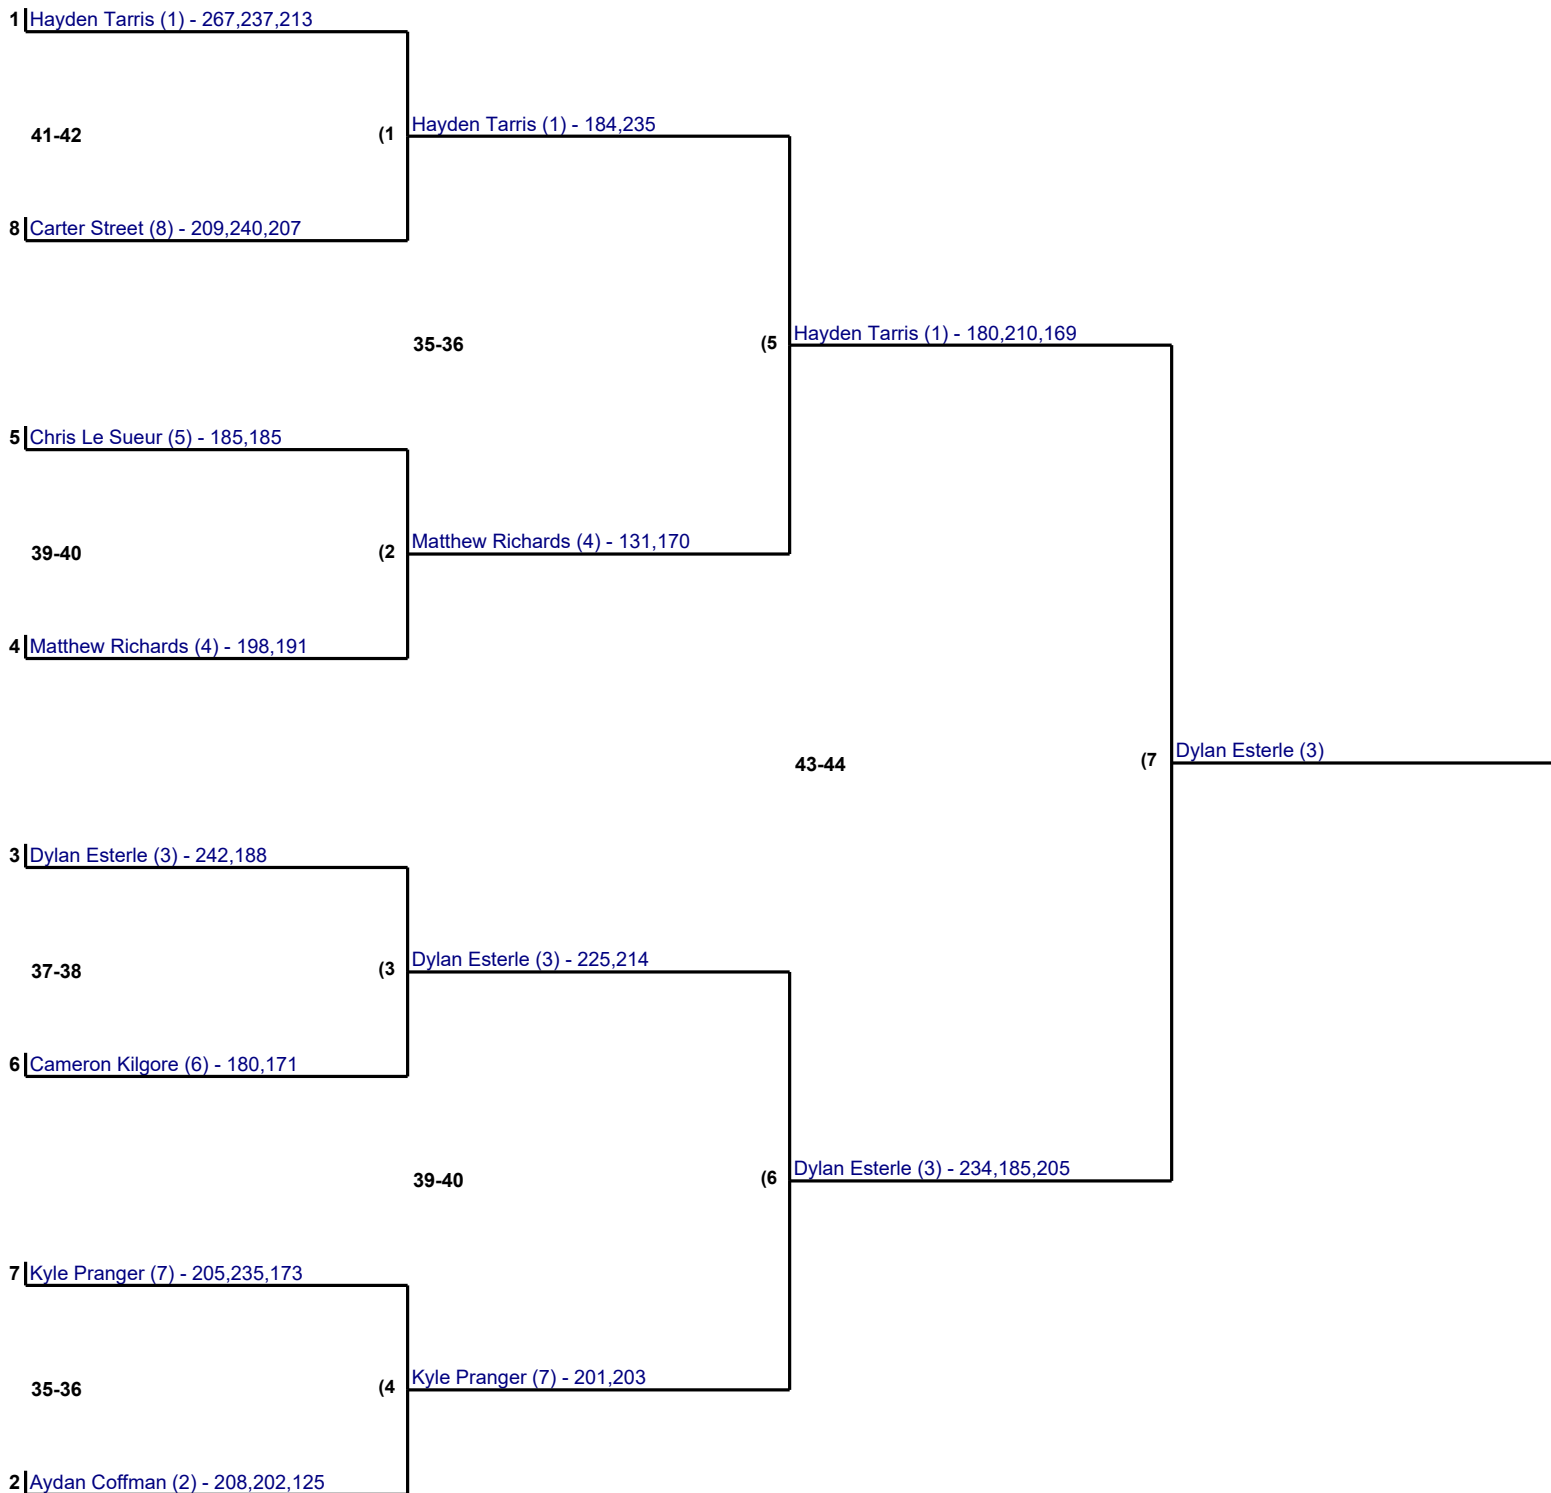 1 Hayden Tarris (1) - 267,237,213
Hayden Tarris (1) - 184,235
41-42
(1
8 Carter Street (8) - 209,240,207
Hayden Tarris (1) - 180,210,169
35-36
(5
5 Chris Le Sueur (5) - 185,185
Matthew Richards (4) - 131,170
39-40
(2
4 Matthew Richards (4) - 198,191
Dylan Esterle (3)
43-44
(7
3 Dylan Esterle (3) - 242,188
Dylan Esterle (3) - 225,214
37-38
(3
6 Cameron Kilgore (6) - 180,171
Dylan Esterle (3) - 234,185,205
39-40
(6
7 Kyle Pranger (7) - 205,235,173
Kyle Pranger (7) - 201,203
35-36
(4
2 Aydan Coffman (2) - 208,202,125